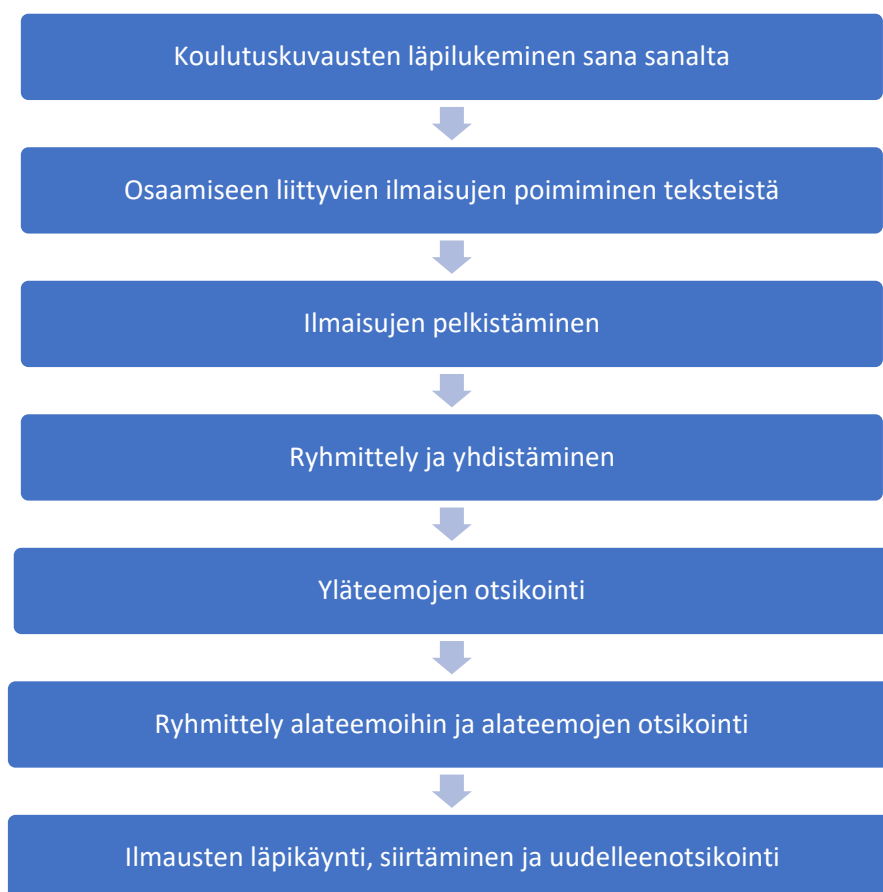 Koulutuskuvausten läpilukeminen sana sanalta
Osaamiseen liittyvien ilmaisujen poimiminen teksteistä
Ilmaisujen pelkistäminen
Ryhmittely ja yhdistäminen
Yläteemojen otsikointi
Ryhmittely alateemoihin ja alateemojen otsikointi
Ilmausten läpikäynti, siirtäminen ja uudelleenotsikointi